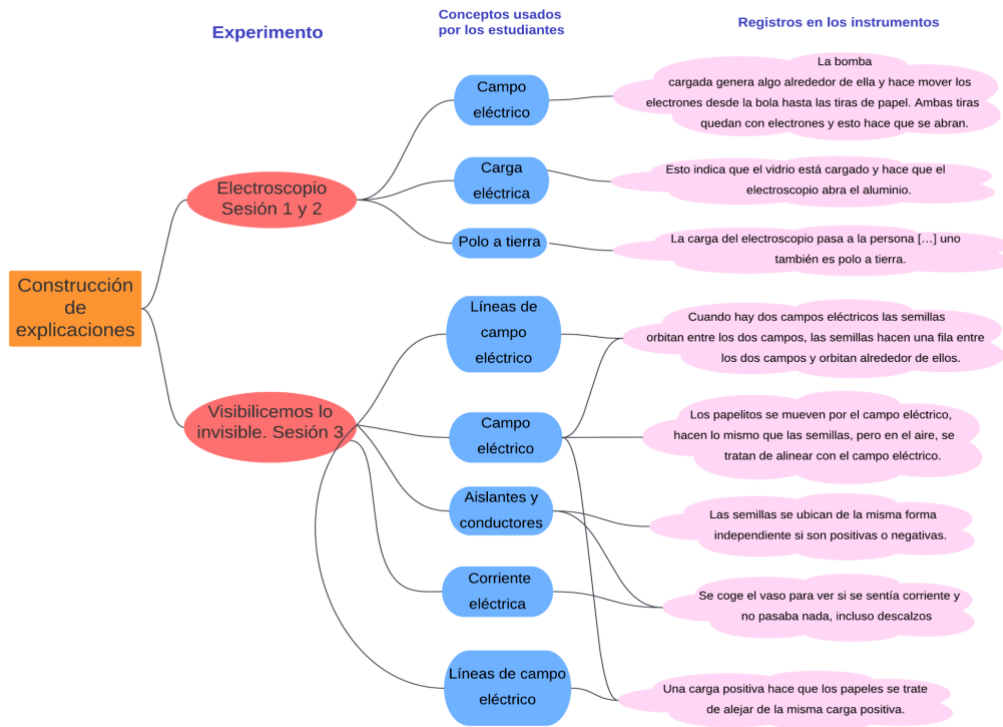 Experimento
Conceptos usados
por los estudiantes
Registros en los instrumentos
Construcción
de
explicaciones
Electroscopio
Sesión 1 y 2
Campo
eléctrico
La bomba
cargada genera algo alrededor de ella y hace mover los
electrones desde la bola hasta las tiras de papel. Ambas tiras
quedan con electrones y esto hace que se abran.
Carga
eléctrica
Esto indica que el vidrio está cargado y hace que el
electroscopio abra el aluminio.
Polo a tierra
La carga del electroscopio pasa a la persona [...] uno
también es polo a tierra.
Visibilicemos lo
invisible. Sesión 3
Líneas de
campo
eléctrico
Cuando hay dos campos eléctricos las semillas
orbitan entre los dos campos, las semillas hacen una fila entre
los dos campos y orbitan alrededor de ellos.
Campo
eléctrico
Los papelitos se mueven por el campo eléctrico,
hacen lo mismo que las semillas, pero en el aire, se
tratan de alinear con el campo eléctrico.
Aislantes y
conductores
Las semillas se ubican de la misma forma
independiente si son positivas o negativas.
Corriente
eléctrica
Se coge el vaso para ver si se sentía corriente y
no pasaba nada, incluso descalzos
Líneas de campo
eléctrico
Una carga positiva hace que los papeles se trate
de alejar de la misma carga positiva.